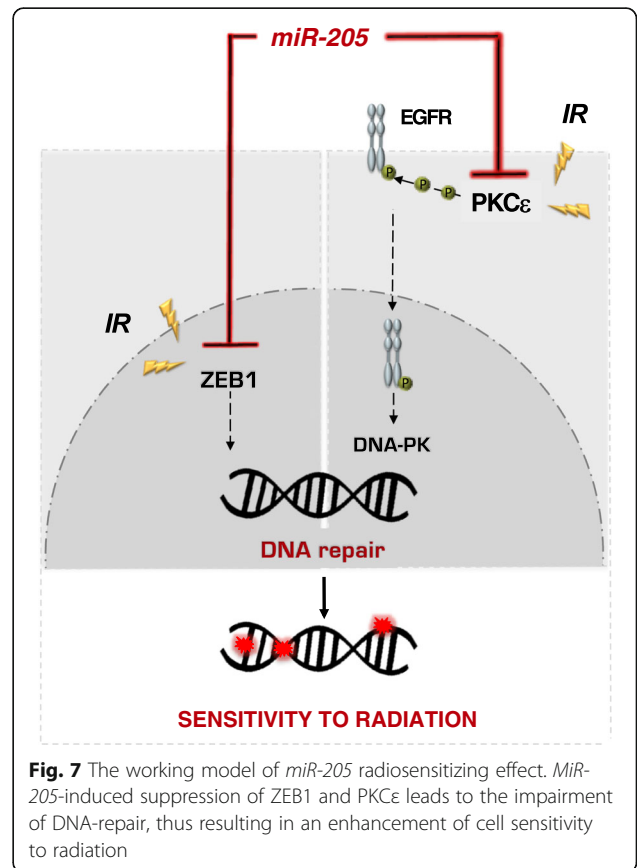 miR-205
EGFR
IR
P
P
P
PKCε
IR
ZEB1
P
DNA-PK
DNA repair
SENSITIVITY TO RADIATION
Fig. 7 The working model of miR-205 radiosensitizing effect. MiR-
205-induced suppression of ZEB1 and PKCε leads to the impairment
of DNA-repair, thus resulting in an enhancement of cell sensitivity
to radiation